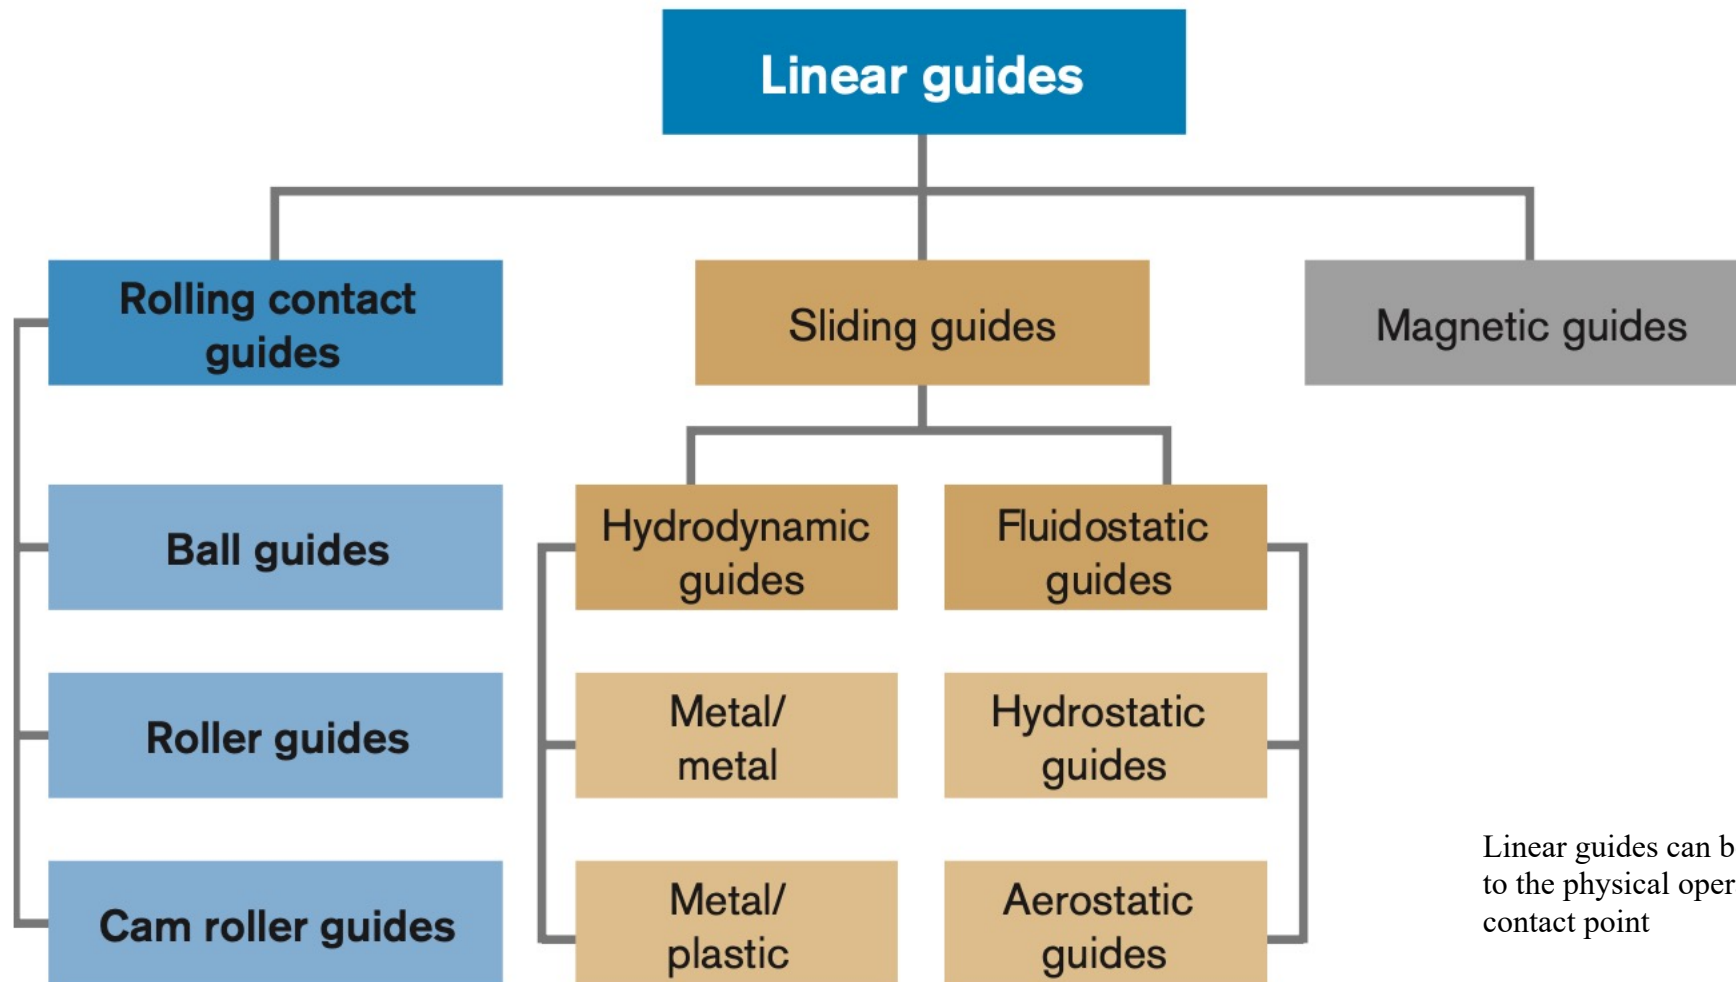 Linear guides
Rolling contact
guides
Sliding guides
Magnetic guides
Ball guides
Hydrodynamic
guides
Fluidostatic
guides
Roller guides
Metal/
metal
Hydrostatic
guides
Cam roller guides
Metal/
plastic
Aerostatic
guides
Linear guides can
to the physical
contact point